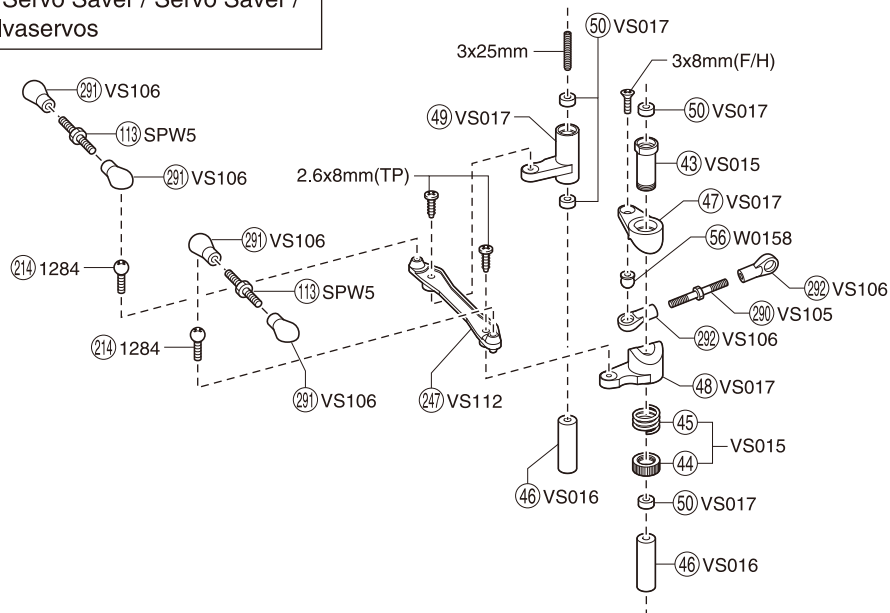 Servo Saver / Servo Saver /
lvaservos
50 VS017
3x25mm
3x8mm(F/H)
291 VS106
50 VS017
49 VS017
113 SPW5
43 VS015
291 VS106
2.6x8mm(TP)
47 VS017
291 VS106
56 W0158
214 1284
113 SPW5
292 VS106
290 VS105
214 1284
292 VS106
48 VS017
291 VS106
247 VS112
45
VS015
44
46 VS016
50 VS017
46 VS016